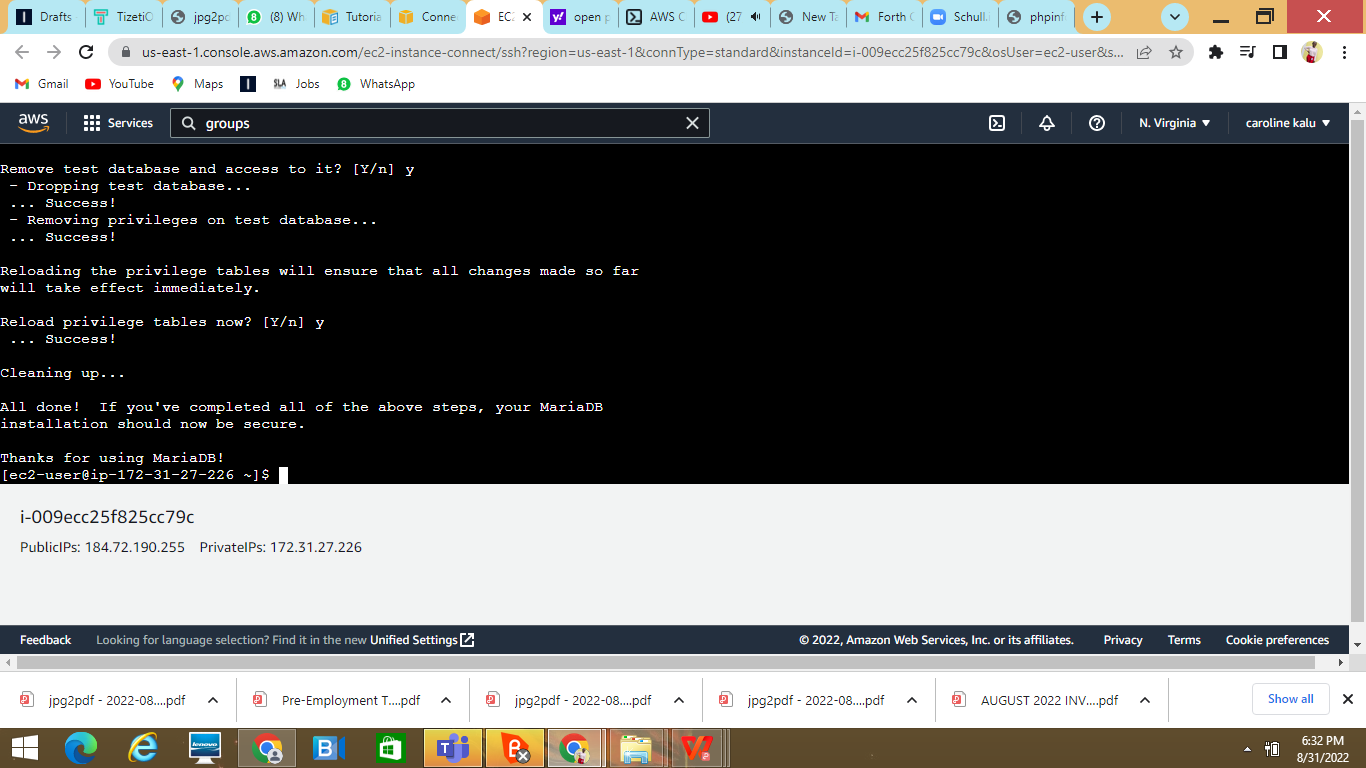 Drafts
TizetiO
jpg2pc
(8) Wh
Tutoria
Conne
EC2
open p
AWS C
(27
New Ta
Forth C
Schull.i
phpinf
us-east-1.console.aws.amazon.com/ec2-instance-connect/ssh?region=us-east-1&connType=standard&instanceId=i-009ecc25f825cc79c&osUser=ec2-user&s...
Gmail
YouTube
Maps
SLA Jobs
WhatsApp
aws
Services
groups
N. Virginia
caroline kalu
Remove test database and access to it? [Y/n] y
- Dropping test database...
... Success!
- Removing privileges on test database...
... Success!
Reloading the privilege tables will ensure that all changes made so far
will take effect immediately.
Reload privilege tables now? [Y/n] y
... Success!
Cleaning up...
All done!  If you've completed all of the above steps, your MariaDB
installation should now be secure.
Thanks for using MariaDB!
[ec2-user@ip-172-31-27-226 ~]$
i-009ecc25f825cc79c
PublicIPs: 184.72.190.255 PrivateIPs: 172.31.27.226
Feedback
Looking for language selection? Find it in the new Unified Settings
© 2022, Amazon Web Services, Inc. or its affiliates.
Privacy
Terms
Cookie preferences
jpg2pdf - 2022-08....pdf
Pre-Employment T....pdf
jpg2pdf - 2022-08....pdf
jpg2pdf - 2022-08....pdf
AUGUST 2022 INV....pdf
Show all
lenovo
6:32 PM
8/31/2022